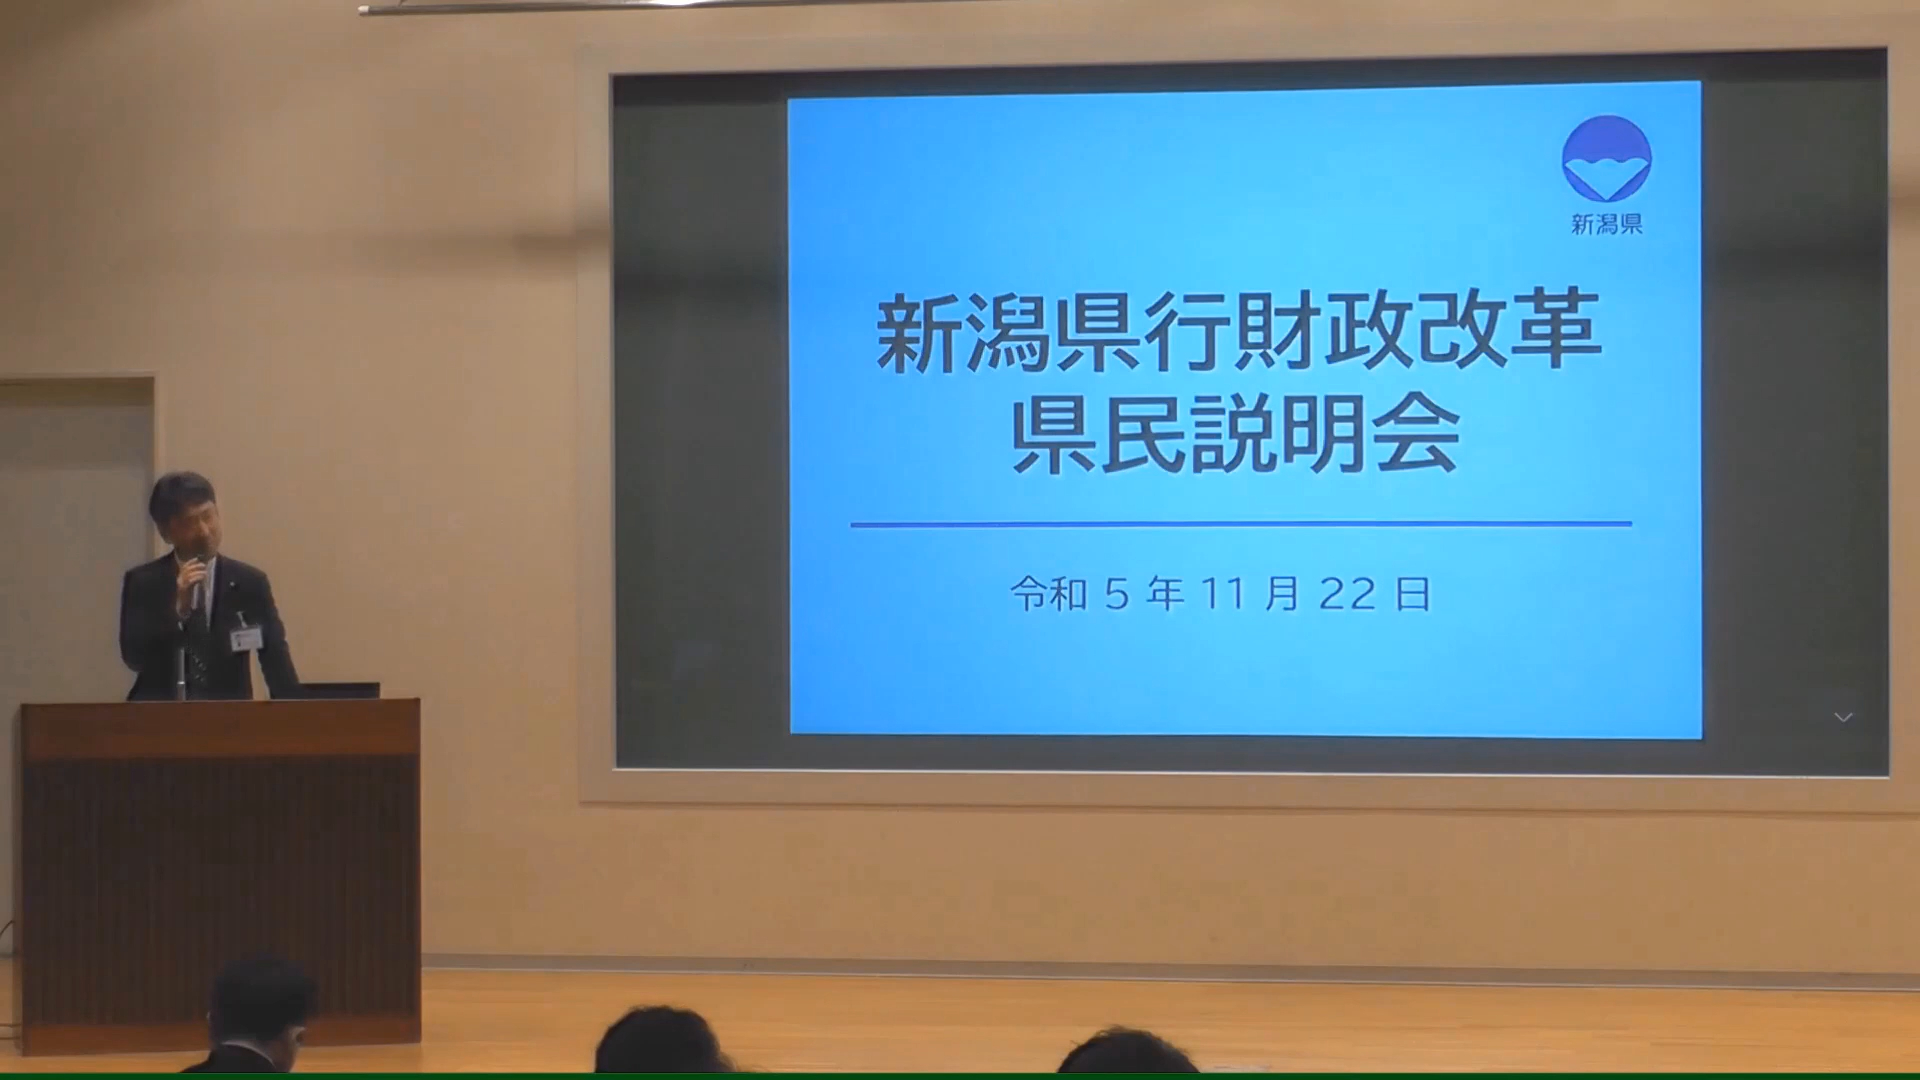 新潟県
新潟県行財政改革
県民説明会
令和 5 年 11 月 22 日